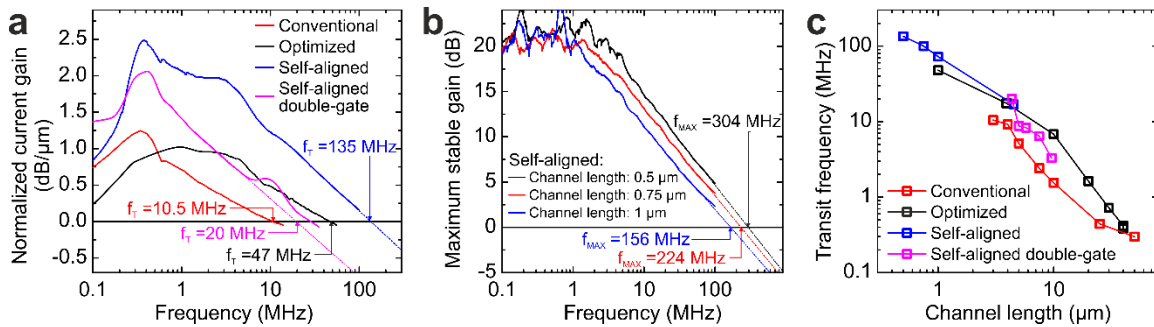 a
Normalized current gain
(dB/μm)
2.5
2.0
1.5
1.0
0.5
0.0
-0.5
Conventional
Optimized
Self-aligned
Self-aligned
double-gate
f_T =135 MHz
f_T =10.5 MHz
f_T =20 MHz
f_T =47 MHz
0.1
1
10
100
Frequency (MHz)
b
Maximum stable gain (dB)
20
15
10
5
0
-5
f_MAX =304 MHz
Self-aligned:
Channel length: 0.5 μm
Channel length: 0.75 μm
Channel length: 1 μm
f_MAX =156 MHz
f_MAX =224 MHz
0.1
1
10
100
Frequency (MHz)
c
Transit frequency (MHz)
100
10
1
0.1
Conventional
Optimized
Self-aligned
Self-aligned double-gate
1
10
Channel length (μm)